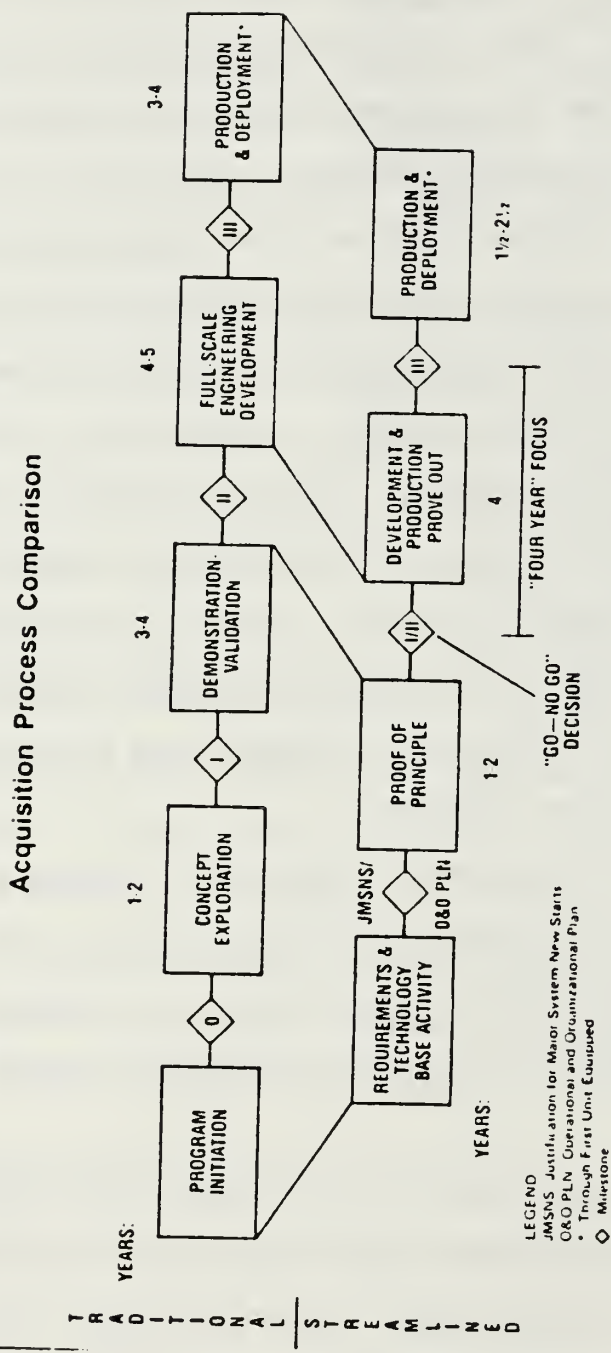 Acquisition Process Comparison
TRADITIONAL
YEARS:
1-2
3-4
4-5
3-4
PROGRAM
INITIATION
0
CONCEPT
EXPLORATION
I
DEMONSTRATION-
VALIDATION
II
FULL-SCALE
ENGINEERING
DEVELOPMENT
III
PRODUCTION
& DEPLOYMENT*
STREAMLINED
REQUIREMENTS &
TECHNOLOGY
BASE ACTIVITY
JMSNS/
O&O PLN
PROOF OF
PRINCIPLE
I/II
DEVELOPMENT &
PRODUCTION
PROVE OUT
III
PRODUCTION &
DEPLOYMENT*
YEARS:
1-2
4
1½-2½
"GO—NO GO"
DECISION
"FOUR YEAR" FOCUS
LEGEND
JMSNS Justification for Major System New Starts
O&O PLN Operational and Organizational Plan
* Through First Unit Equipped
◇ Milestone